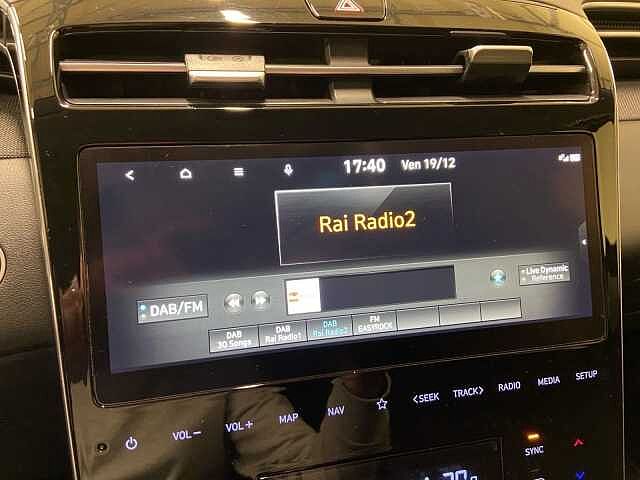 17:40 Ven 19/12
Rai Radio2
Live Dynamic
Reference
DAB/FM
DAB DAB DAB FM
30 Songs Rai Radio1 Rai Radio2 EASYROCK
VOL− VOL+ MAP NAV <SEEK TRACK> RADIO MEDIA SETUP
SYNC